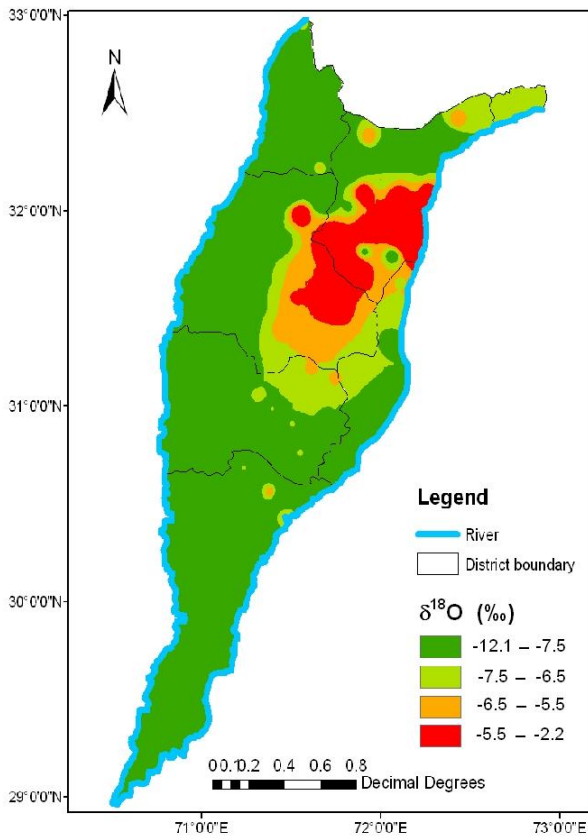 33°0'0"N
N
32°0'0"N
31°0'0"N
30°0'0"N
29°0'0"N
Legend
River
District boundary
δ18O (‰)
-12.1 – -7.5
-7.5 – -6.5
-6.5 – -5.5
-5.5 – -2.2
0 0.1 0.2 0.4 0.6 0.8
Decimal Degrees
71°0'0"E 72°0'0"E 73°0'0"E